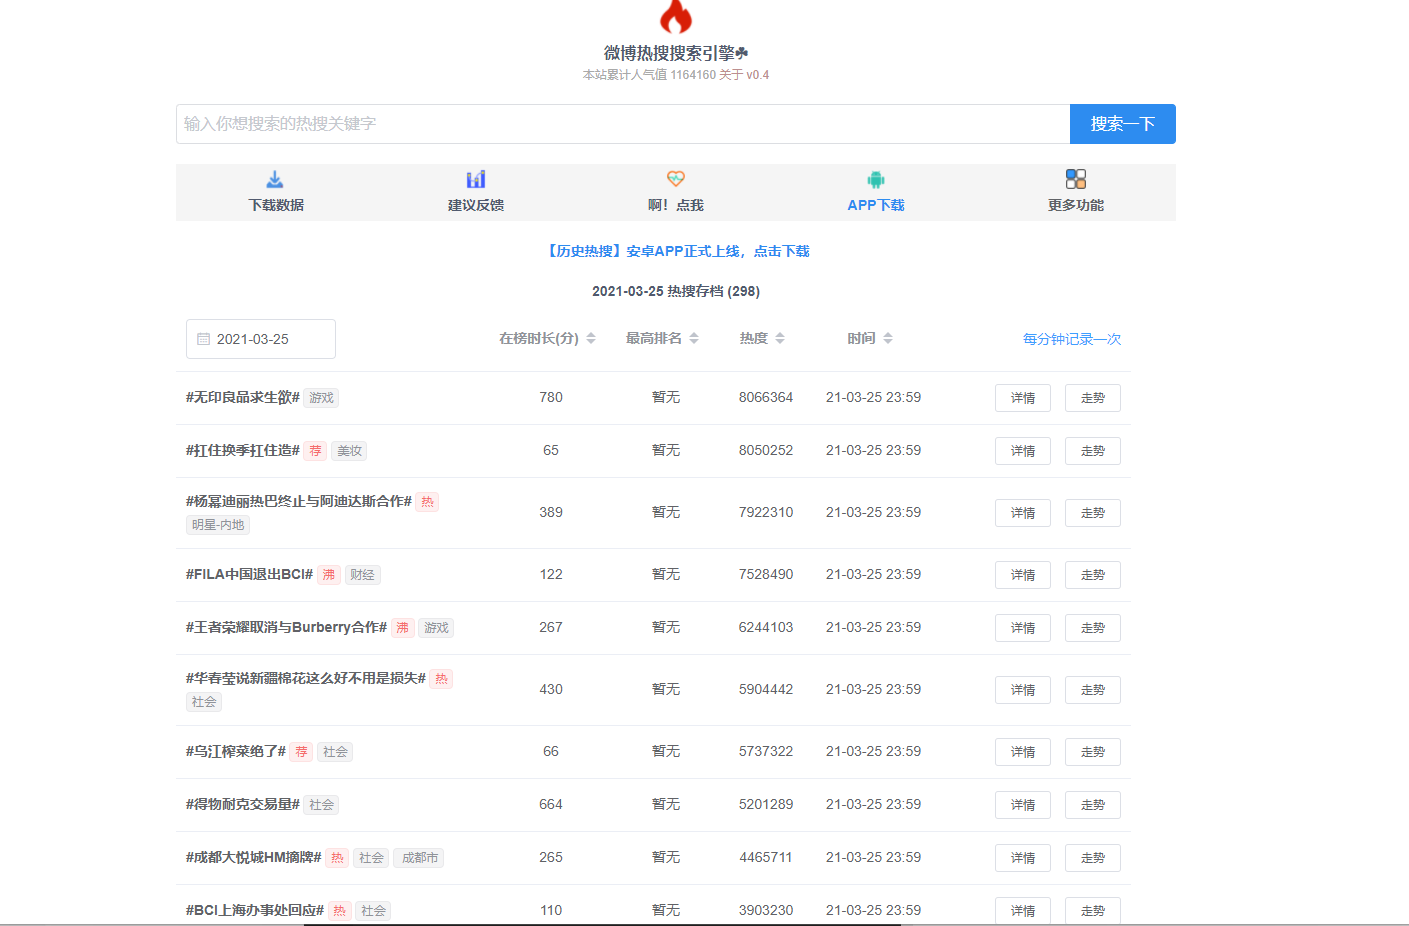 微博热搜搜索引擎☘
本站累计人气值 1164160 关于 v0.4
输入你想搜索的热搜关键字 搜索一下
下载数据 建议反馈 啊！点我 APP下载 更多功能
【历史热搜】安卓APP正式上线，点击下载
2021-03-25 热搜存档 (298)
2021-03-25 在榜时长(分) 最高排名 热度 时间 每分钟记录一次
#无印良品求生欲# 游戏 780 暂无 8066364 21-03-25 23:59 详情 走势
#扛住换季扛住造# 荐 美妆 65 暂无 8050252 21-03-25 23:59 详情 走势
#杨幂迪丽热巴终止与阿迪达斯合作# 热
明星-内地 389 暂无 7922310 21-03-25 23:59 详情 走势
#FILA中国退出BCI# 沸 财经 122 暂无 7528490 21-03-25 23:59 详情 走势
#王者荣耀取消与Burberry合作# 沸 游戏 267 暂无 6244103 21-03-25 23:59 详情 走势
#华春莹说新疆棉花这么好不用是损失# 热
社会 430 暂无 5904442 21-03-25 23:59 详情 走势
#乌江榨菜绝了# 荐 社会 66 暂无 5737322 21-03-25 23:59 详情 走势
#得物耐克交易量# 社会 664 暂无 5201289 21-03-25 23:59 详情 走势
#成都大悦城HM摘牌# 热 社会 成都市 265 暂无 4465711 21-03-25 23:59 详情 走势
#BCI上海办事处回应# 热 社会 110 暂无 3903230 21-03-25 23:59 详情 走势